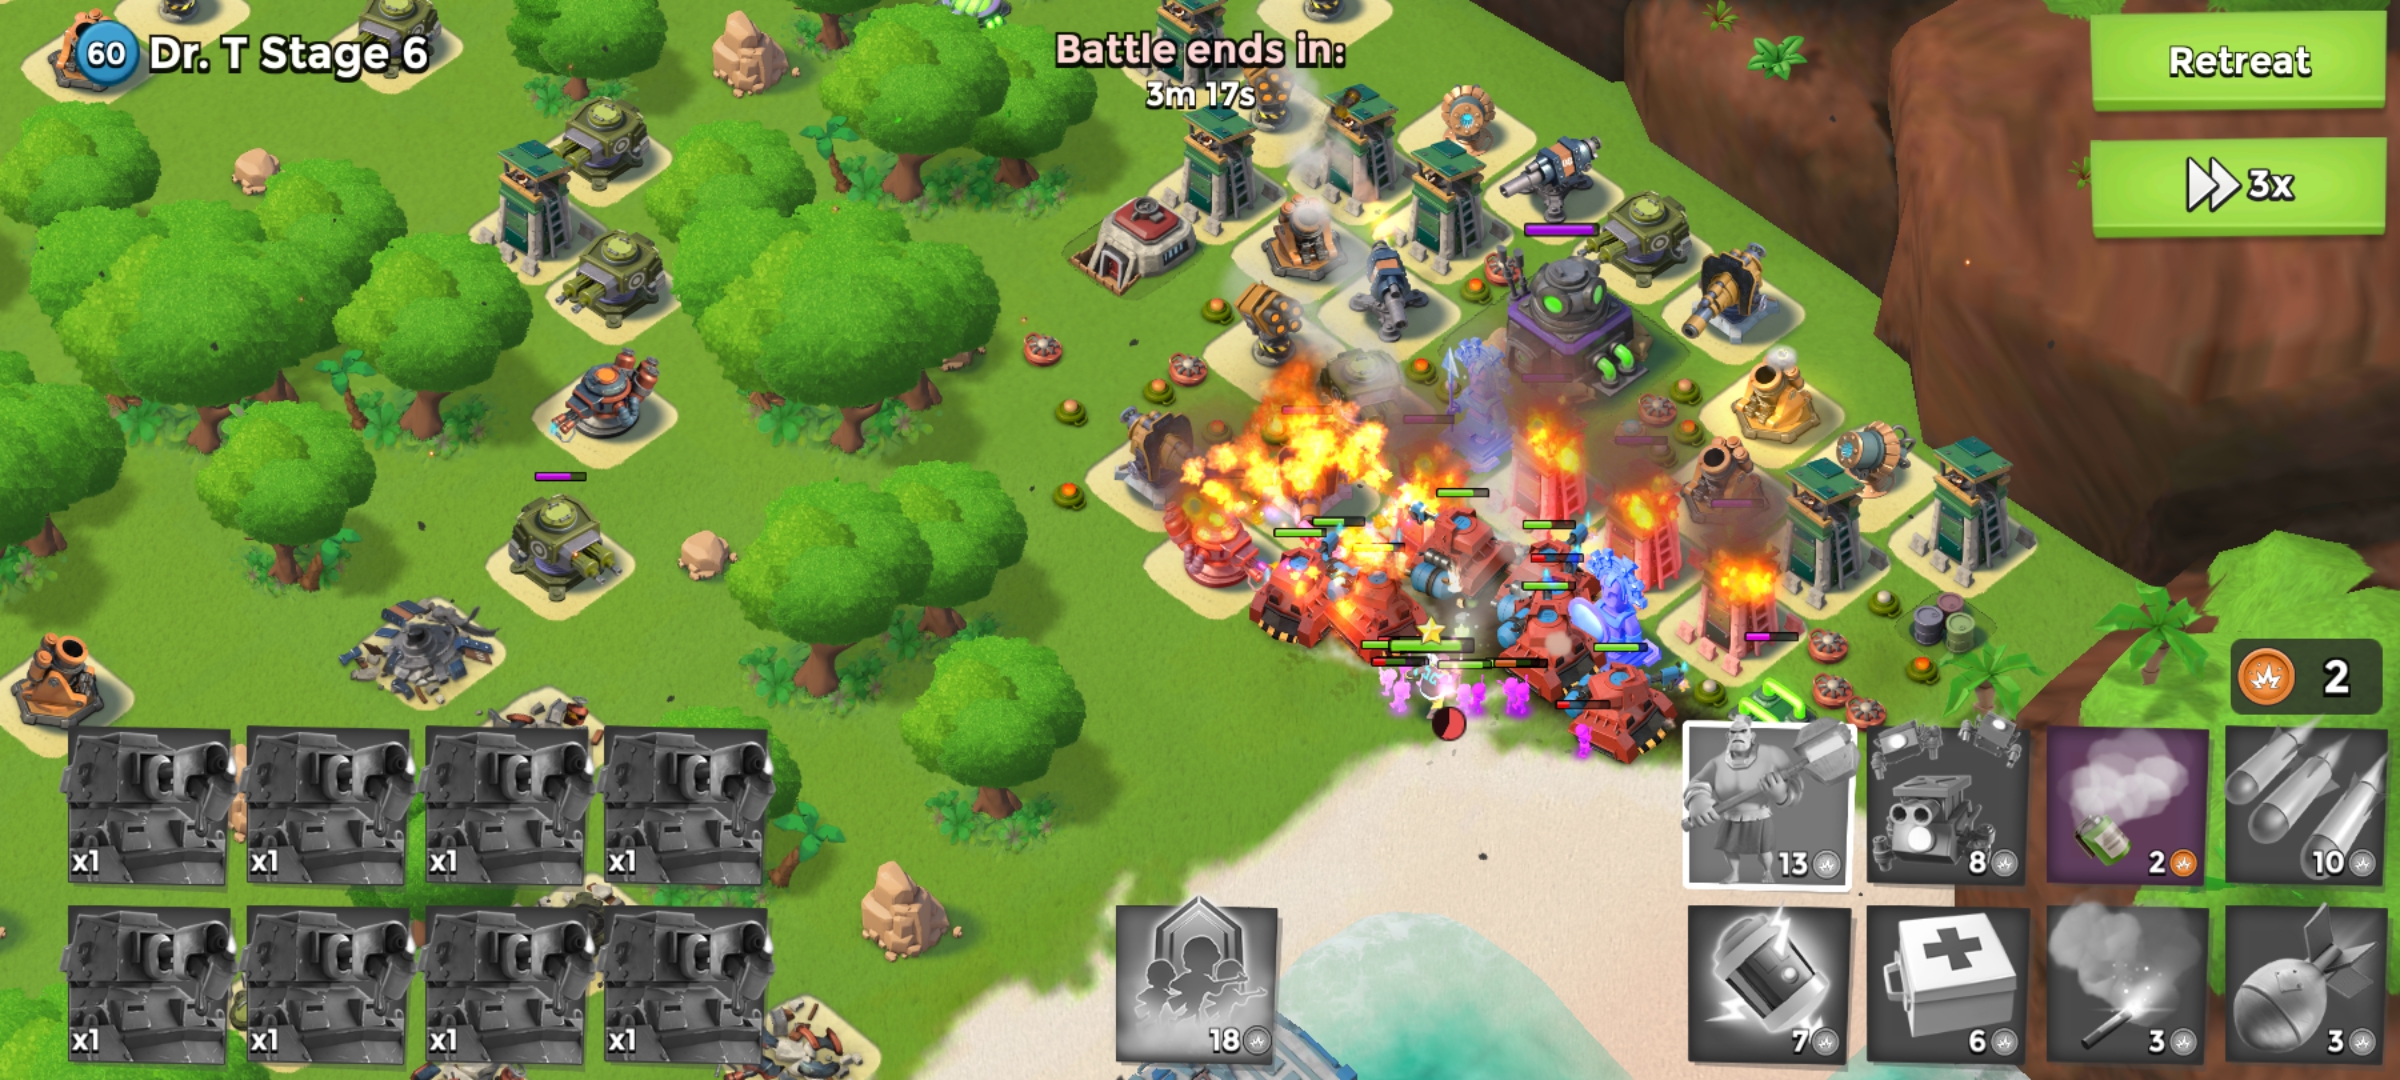 60 Dr. T Stage 6
Battle ends in:
3m 17s
Retreat
3x
2
x1 x1 x1 x1
13 8 2 10
x1 x1 x1 x1
18
7 6 3 3